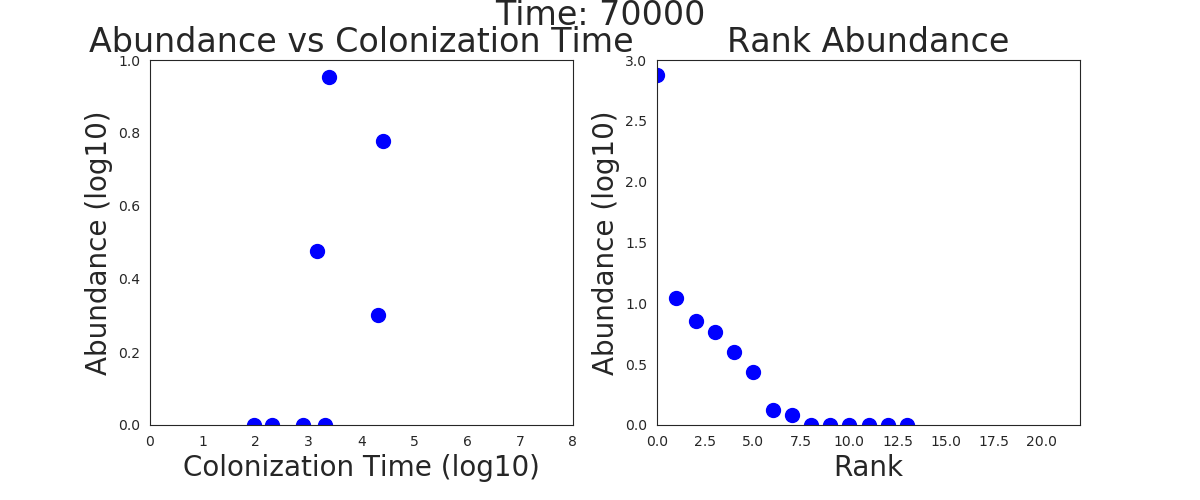 Time: 70000
Abundance vs Colonization Time
Rank Abundance
1.0
0.8
0.6
0.4
0.2
0.0
Abundance (log10)
0 1 2 3 4 5 6 7 8
Colonization Time (log10)
3.0
2.5
2.0
1.5
1.0
0.5
0.0
Abundance (log10)
0.0 2.5 5.0 7.5 10.0 12.5 15.0 17.5 20.0
Rank